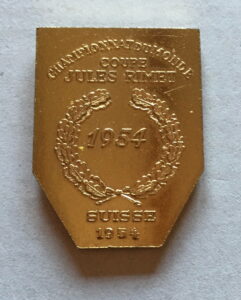 CHAMPIONNAT DU MONDE
COUPE
JULES RIMET
1954
SUISSE
1954